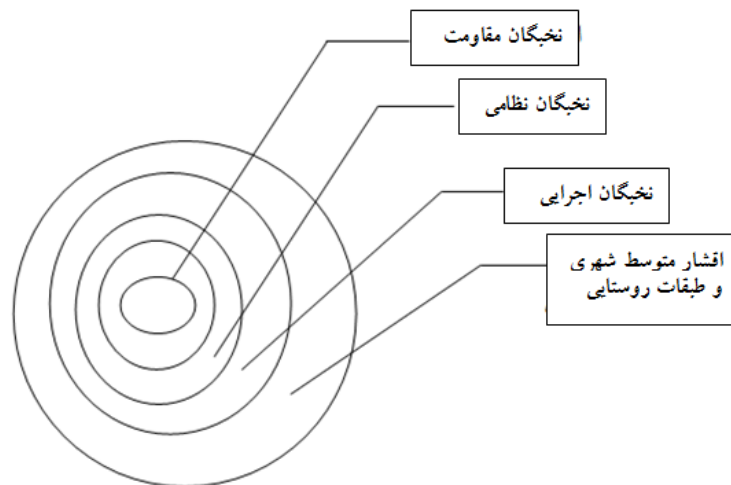 نخبگان مقاومت
نخبگان نظامی
نخبگان اجرایی
اقشار متوسط شهری
و طبقات روستایی